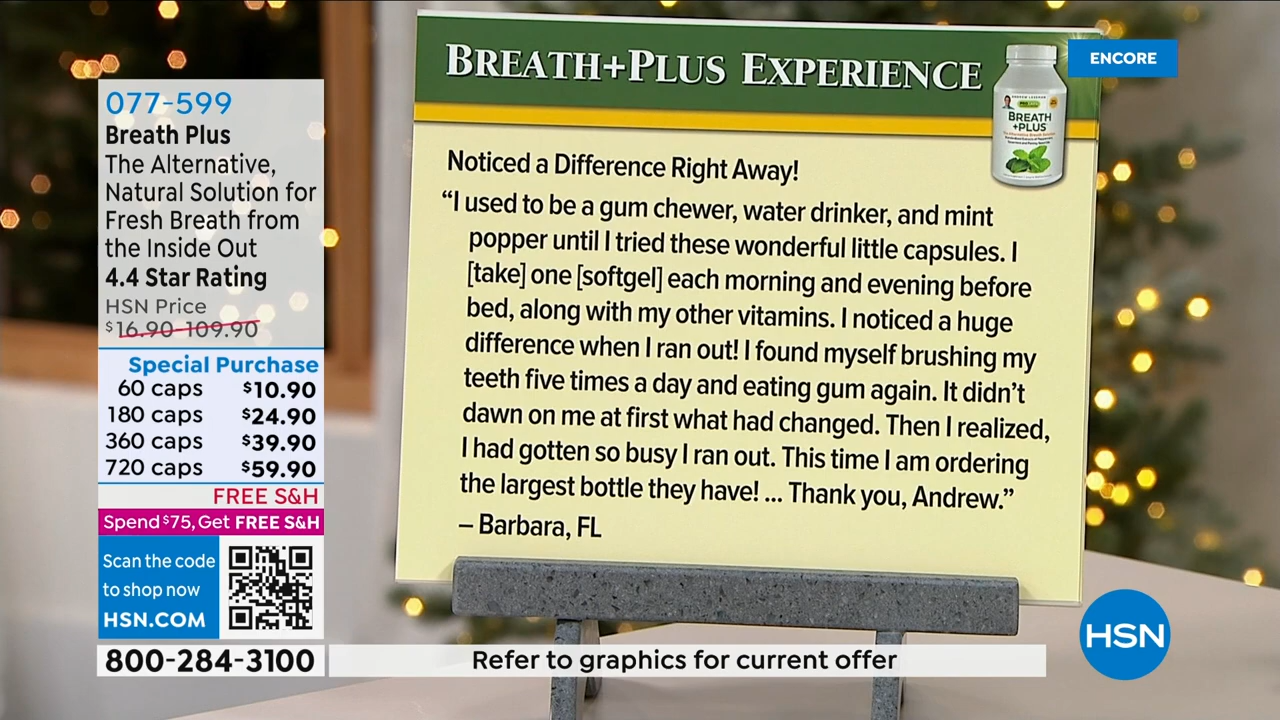 077-599
Breath Plus
The Alternative,
Natural Solution for
Fresh Breath from
the Inside Out
4.4 Star Rating
HSN Price
$16.90-109.90
Special Purchase
60 caps $10.90
180 caps $24.90
360 caps $39.90
720 caps $59.90
FREE S&H
Spend $75, Get FREE S&H
Scan the code
to shop now
HSN.COM
800-284-3100
Refer to graphics for current offer
ENCORE
BREATH+PLUS EXPERIENCE
BREATH
+PLUS
Noticed a Difference Right Away!
“I used to be a gum chewer, water drinker, and mint
popper until I tried these wonderful little capsules. I
[take] one [softgel] each morning and evening before
bed, along with my other vitamins. I noticed a huge
difference when I ran out! I found myself brushing my
teeth five times a day and eating gum again. It didn’t
dawn on me at first what had changed. Then I realized,
I had gotten so busy I ran out. This time I am ordering
the largest bottle they have! ... Thank you, Andrew.”
– Barbara, FL
HSN